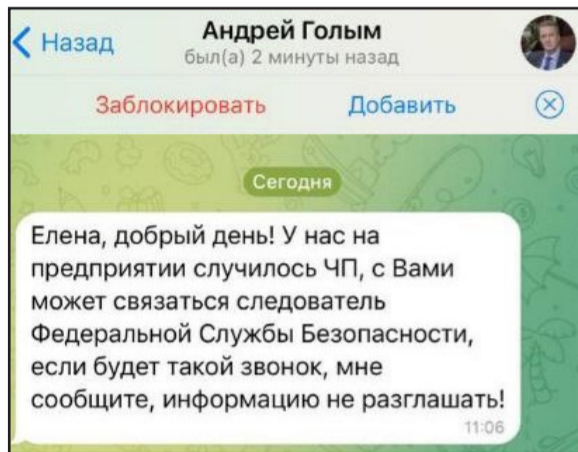 Назад
Андрей Голым
был(а) 2 минуты назад
Заблокировать Добавить
Сегодня
Елена, добрый день! У нас на
предприятии случилось ЧП, с Вами
может связаться следователь
Федеральной Службы Безопасности,
если будет такой звонок, мне
сообщите, информацию не разглашать!
11:06